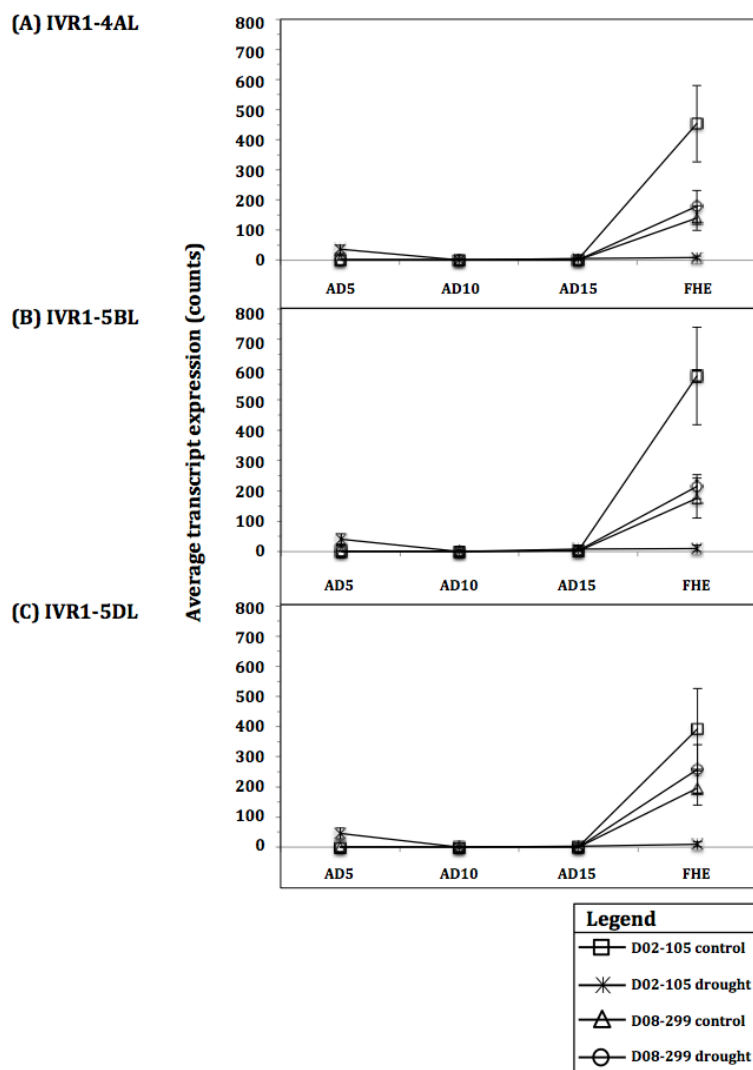 (A) IVR1-4AL
800
700
600
500
400
300
200
100
0
AD5 AD10 AD15 FHE
(B) IVR1-5BL
800
700
600
500
400
300
200
100
0
AD5 AD10 AD15 FHE
(C) IVR1-5DL
800
700
600
500
400
300
200
100
0
AD5 AD10 AD15 FHE
Average transcript expression (counts)
Legend
D02-105 control
D02-105 drought
D08-299 control
D08-299 drought